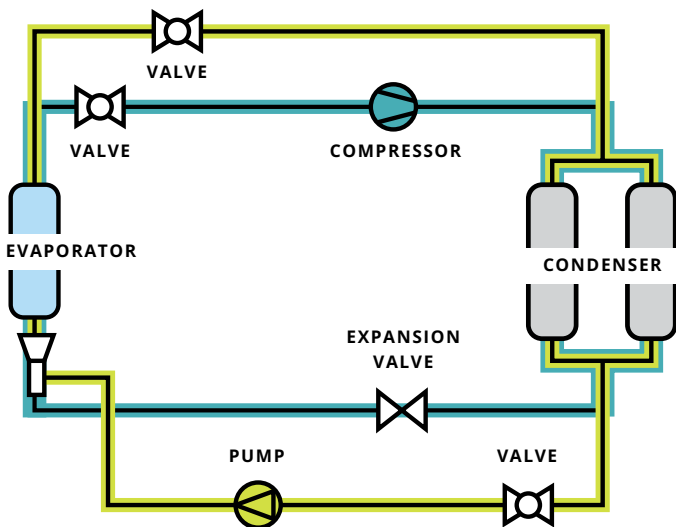 VALVE
VALVE
COMPRESSOR
EVAPORATOR
CONDENSER
EXPANSION
VALVE
PUMP
VALVE